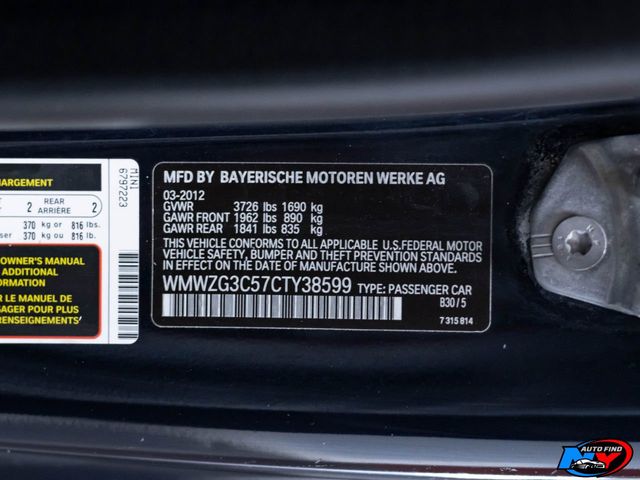 HARGEMENT
2 REAR ARRIÈRE 2
370 kg or 816 lbs.
370 kg ou 816 lb.
OWNER'S MANUAL
ADDITIONAL
INFORMATION
LE MANUEL DE
USAGER POUR PLUS
RENSEIGNEMENTS'
MINI
6797223
MFD BY BAYERISCHE MOTOREN WERKE AG
03-2012
GVWR 3726 lbs 1690 kg
GAWR FRONT 1962 lbs 890 kg
GAWR REAR 1841 lbs 835 kg
THIS VEHICLE CONFORMS TO ALL APPLICABLE U.S.FEDERAL MOTOR
VEHICLE SAFETY, BUMPER AND THEFT PREVENTION STANDARDS
IN EFFECT ON THE DATE OF MANUFACTURE SHOWN ABOVE.
WMWZG3C57CTY38599 TYPE: PASSENGER CAR
B30 / 5
7 315 814
AUTO FIND
NY